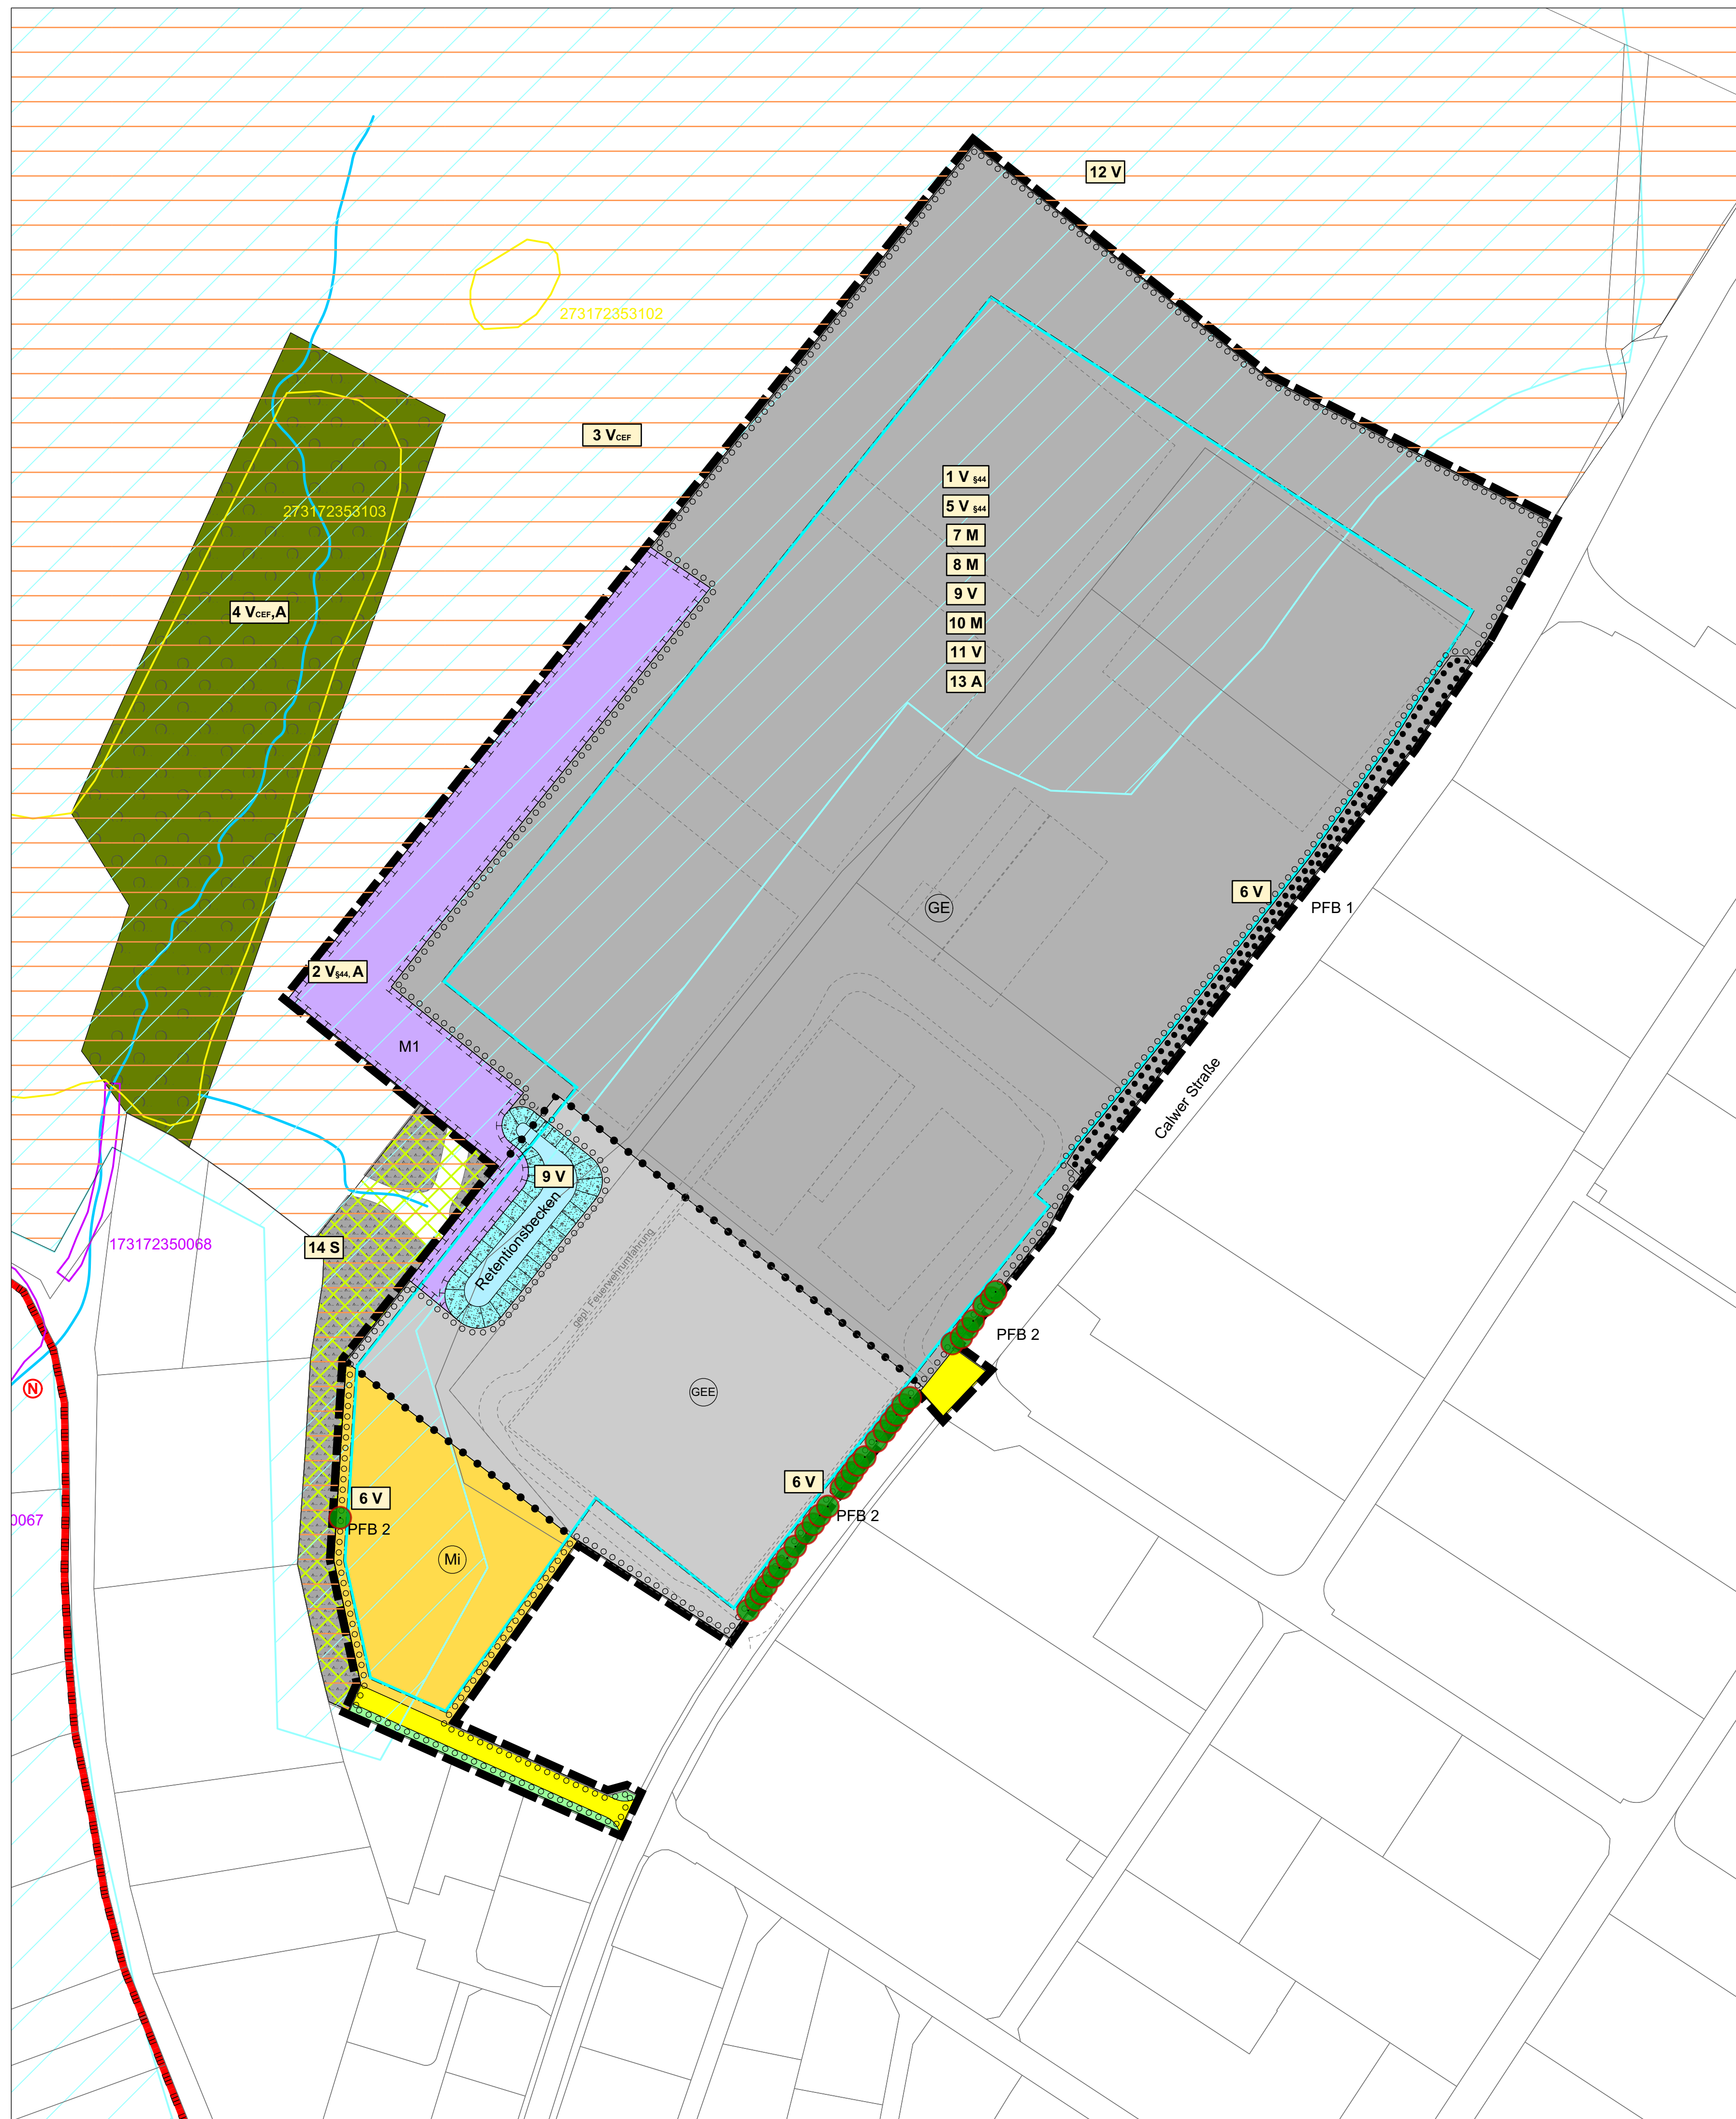 12 V
273172353102
3 VCEF
1 V §44
5 V §44
7 M
8 M
9 V
10 M
11 V
13 A
273172353103
4 VCEF,A
6 V
PFB 1
GE
2 V§44, A
M1
Calwer Straße
9 V
Retentionsbecken
gepl. Feuerwehrumfahrung
14 S
173172350068
PFB 2
N
GEE
6 V
6 V
PFB 2
PFB 2
0067
Mi